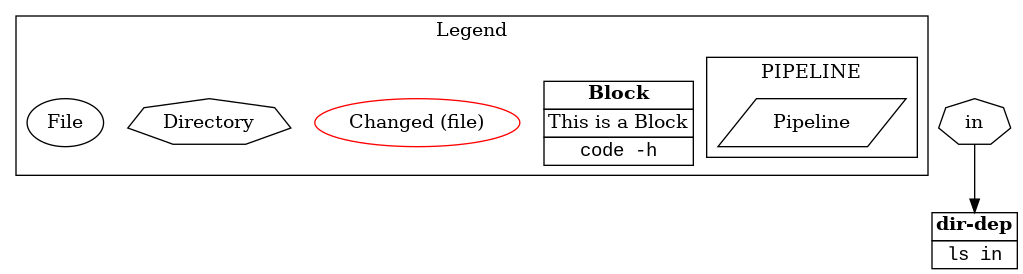 Legend
File
Directory
Changed (file)
Block
This is a Block
code -h
PIPELINE
Pipeline
in
dir-dep
ls in